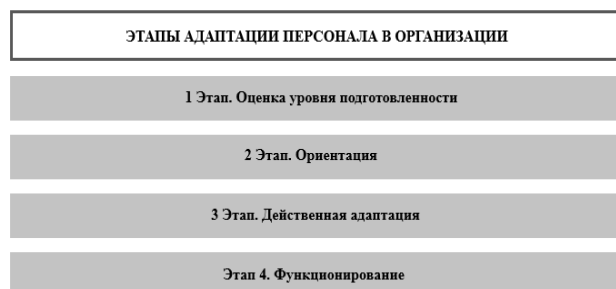 ЭТАПЫ АДАПТАЦИИ ПЕРСОНАЛА В ОРГАНИЗАЦИИ
1 Этап. Оценка уровня подготовленности
2 Этап. Ориентация
3 Этап. Действенная адаптация
Этап 4. Функционирование